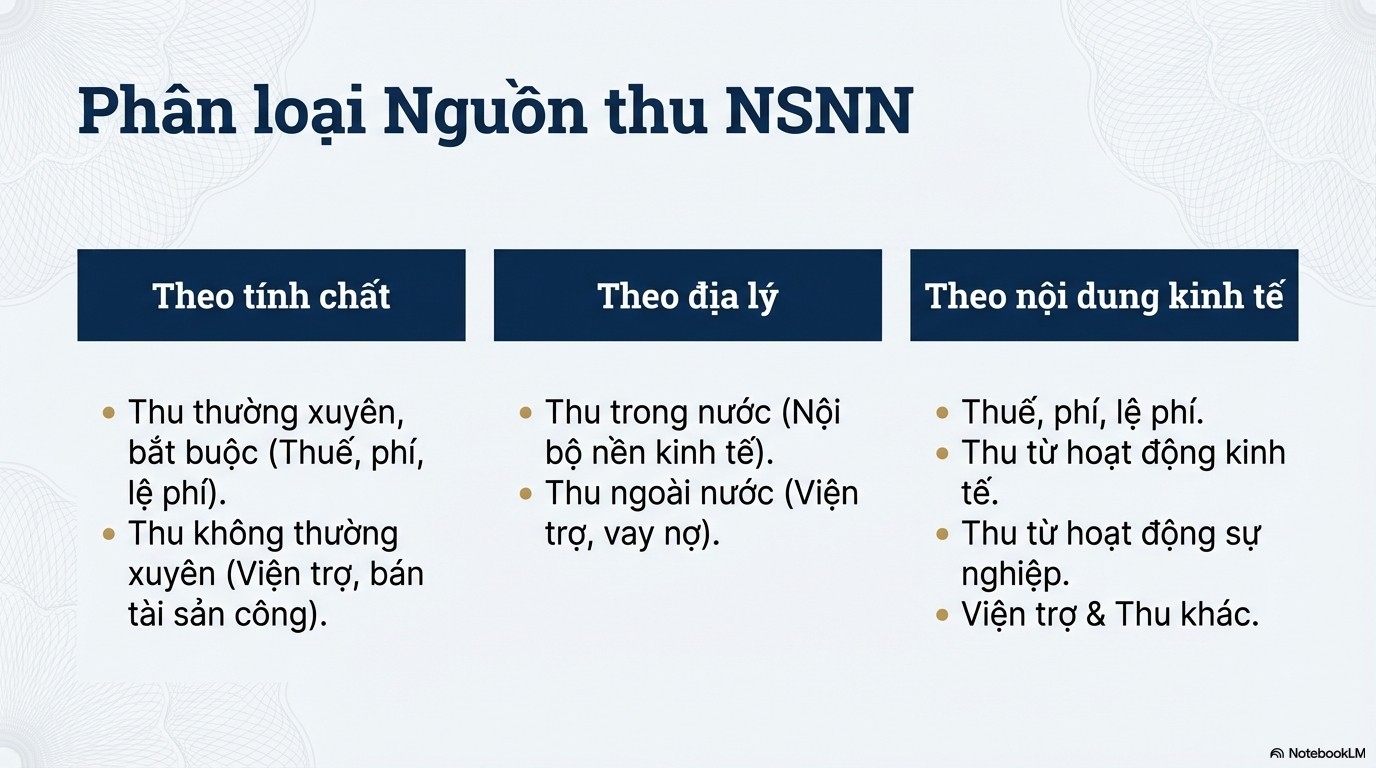 Phân loại Nguồn thu NSNN
Theo tính chất
Thu thường xuyên,
bắt buộc (Thuế, phí,
lệ phí).
Thu không thường
xuyên (Viện trợ, bán
tài sản công).
Theo địa lý
Thu trong nước (Nội
bộ nền kinh tế).
Thu ngoài nước (Viện
trợ, vay nợ).
Theo nội dung kinh tế
Thuế, phí, lệ phí.
Thu từ hoạt động kinh
tế.
Thu từ hoạt động sự
nghiệp.
Viện trợ & Thu khác.
NotebookLM